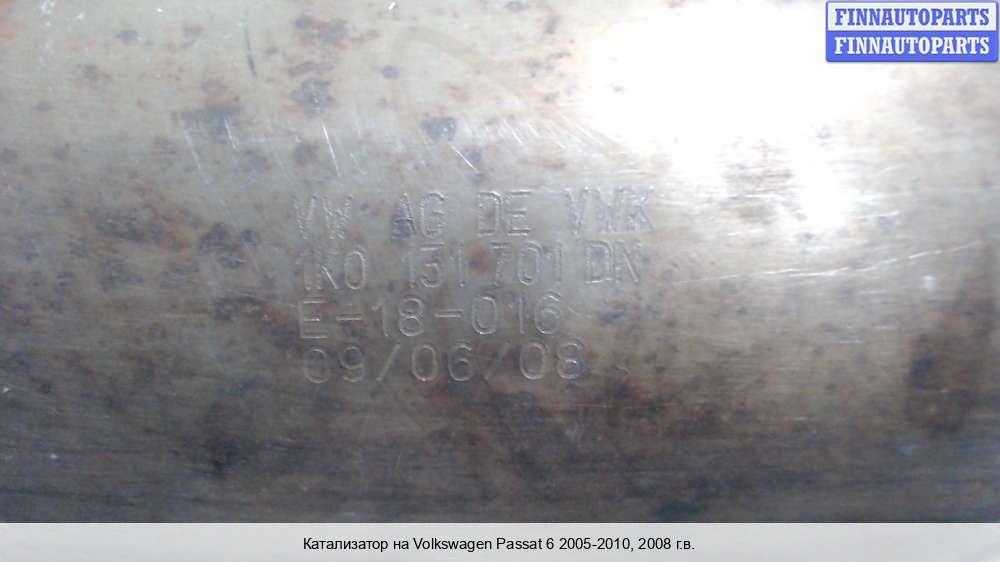 FINNAUTOPARTS
FINNAUTOPARTS
VW AG DE VWK
1K0 131 701 DN
E-18-016
09/06/08
Катализатор на Volkswagen Passat 6 2005-2010, 2008 г.в.